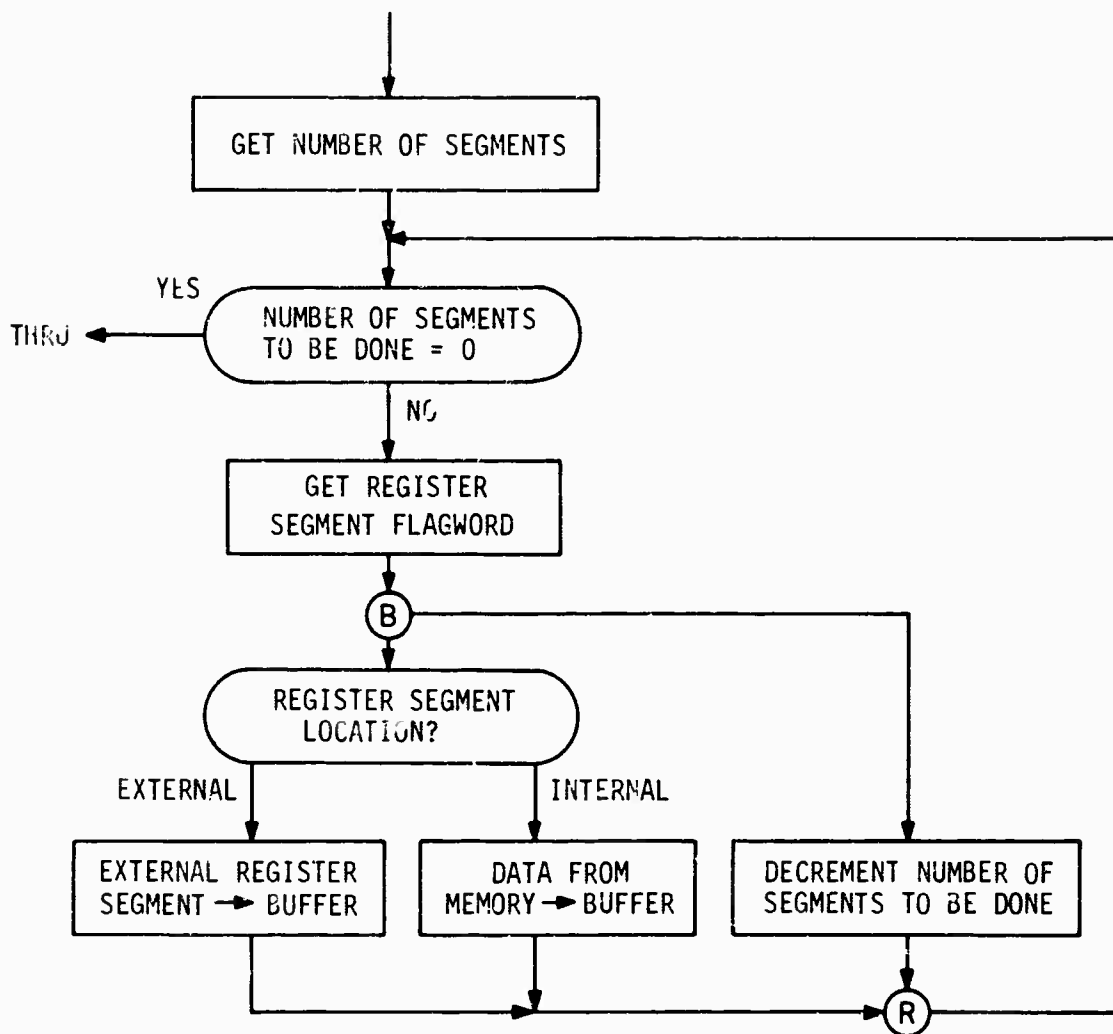 GET NUMBER OF SEGMENTS
YES
THRU
NUMBER OF SEGMENTS
TO BE DONE = 0
NO
GET REGISTER
SEGMENT FLAGWORD
B
REGISTER SEGMENT
LOCATION?
EXTERNAL
INTERNAL
EXTERNAL REGISTER
SEGMENT → BUFFER
DATA FROM
MEMORY → BUFFER
DECREMENT NUMBER OF
SEGMENTS TO BE DONE
R